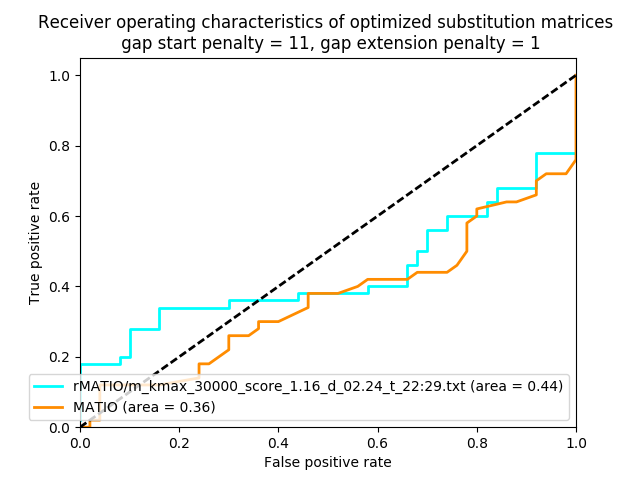 Receiver operating characteristics of optimized substitution matrices
gap start penalty = 11, gap extension penalty = 1
True positive rate
1.0
0.8
0.6
0.4
0.2
0.0
rMATIO/m_kmax_30000_score_1.16_d_02.24_t_22:29.txt (area = 0.44)
MATIO (area = 0.36)
0.0 0.2 0.4 0.6 0.8 1.0
False positive rate